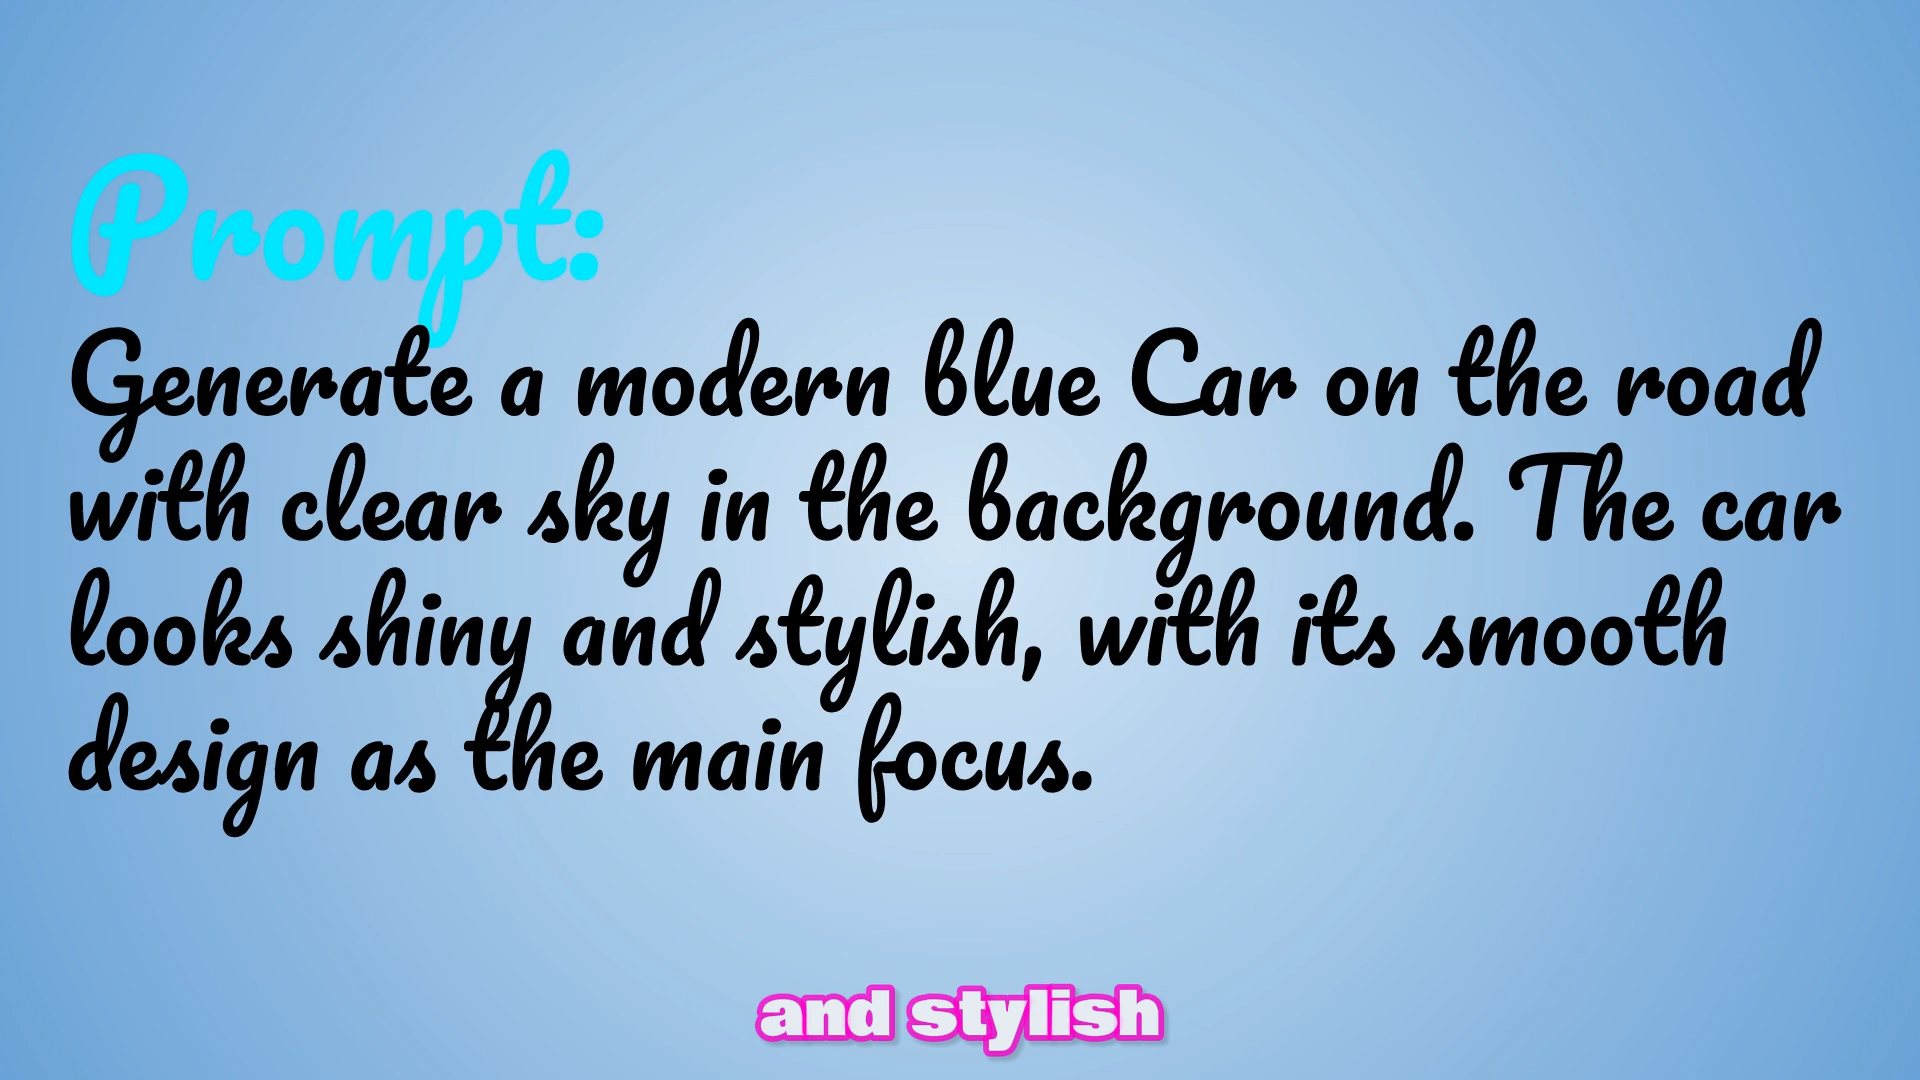 Prompt:
Generate a modern blue Car on the road
with clear sky in the background. The car
looks shiny and stylish, with its smooth
design as the main focus.
and stylish